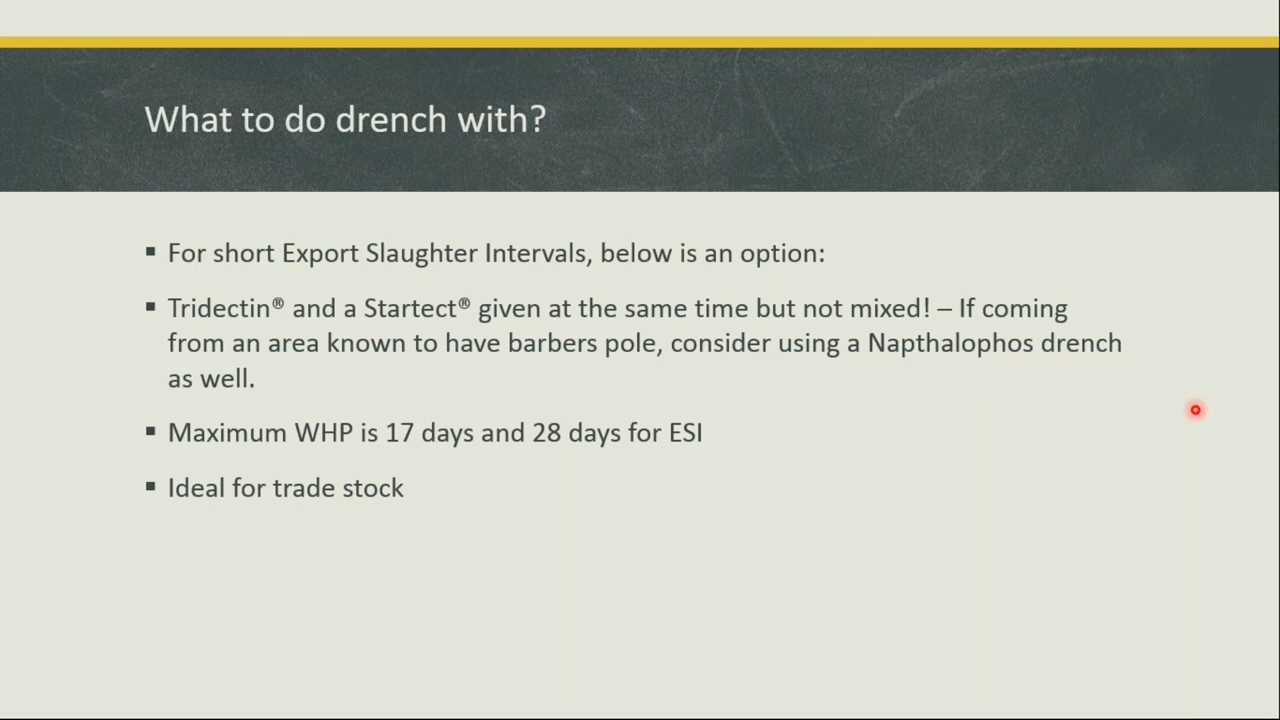 What to do drench with?
▪ For short Export Slaughter Intervals, below is an option:
▪ Tridectin® and a Startect® given at the same time but not mixed! – If coming
from an area known to have barbers pole, consider using a Napthalophos drench
as well.
▪ Maximum WHP is 17 days and 28 days for ESI
▪ Ideal for trade stock